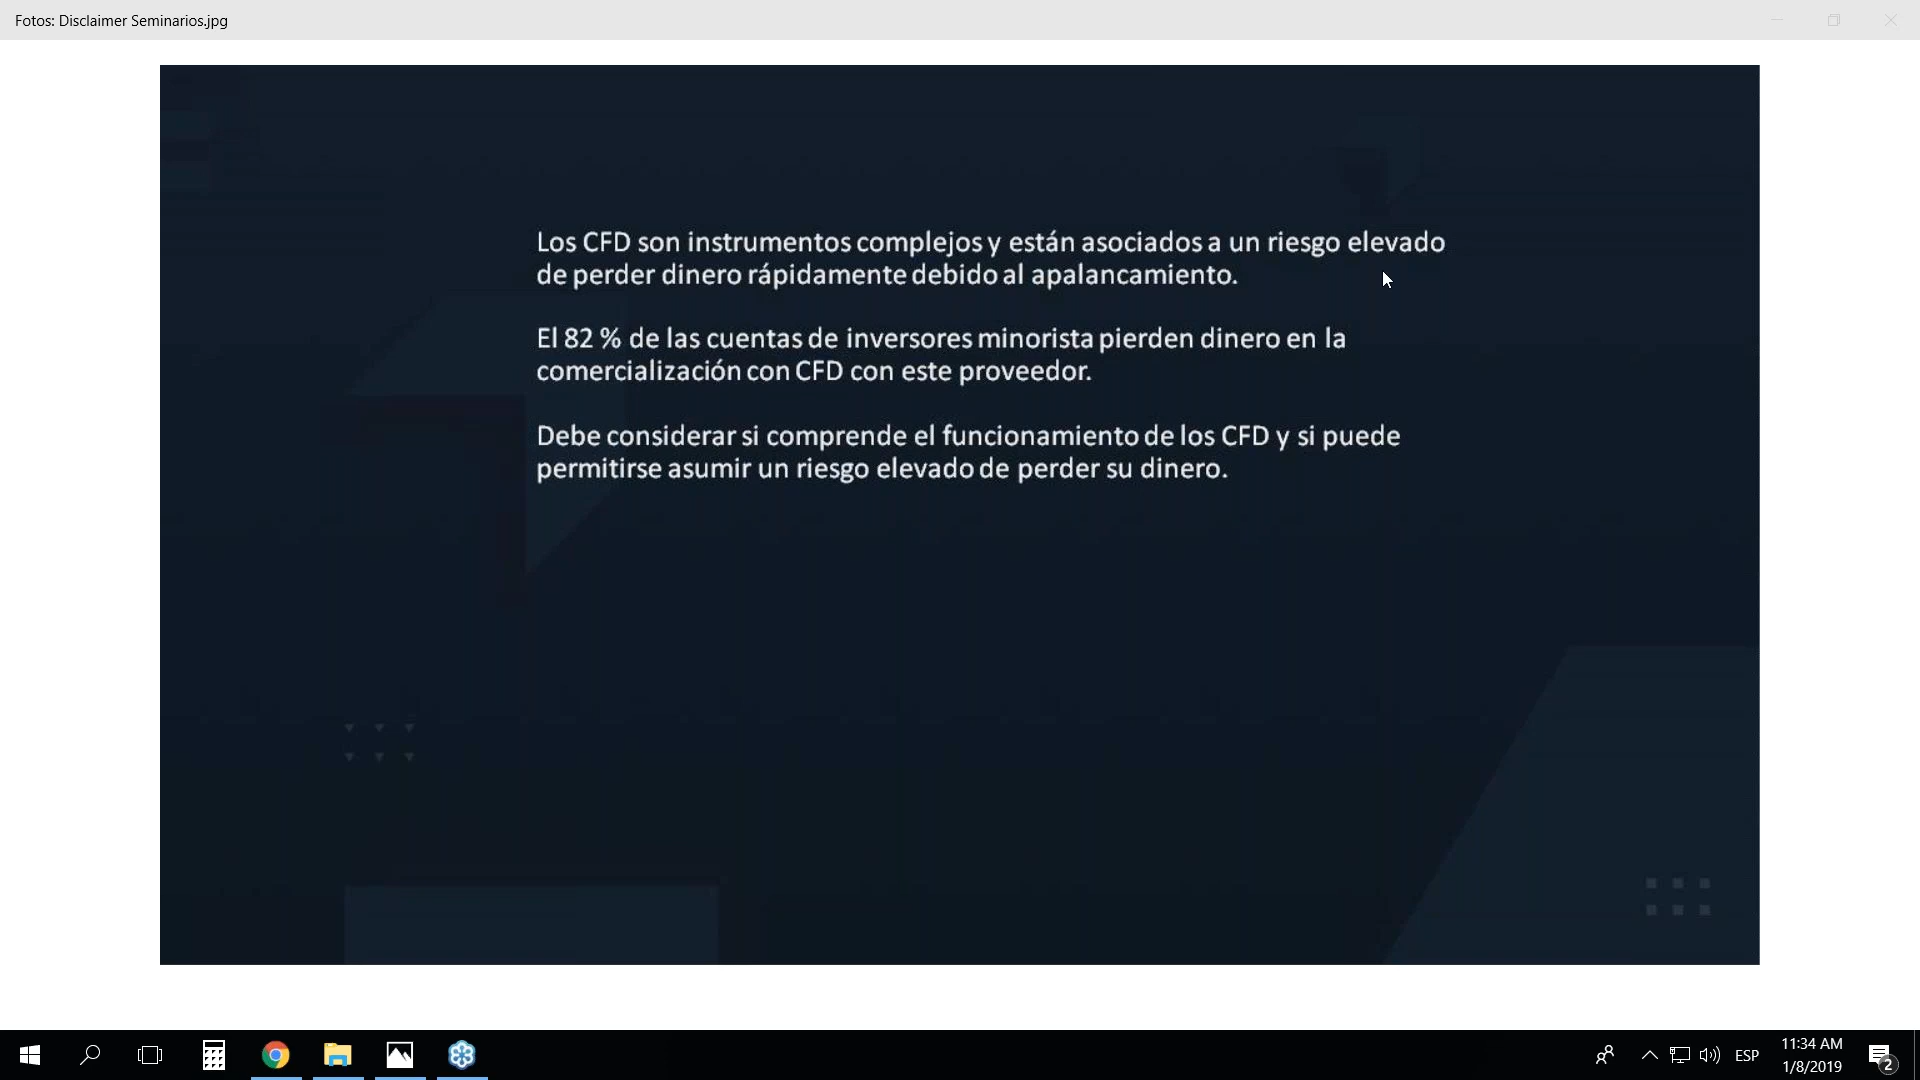 Fotos: Disclaimer Seminarios.jpg
Los CFD son instrumentos complejos y están asociados a un riesgo elevado
de perder dinero rápidamente debido al apalancamiento.
El 82 % de las cuentas de inversores minorista pierden dinero en la
comercialización con CFD con este proveedor.
Debe considerar si comprende el funcionamiento de los CFD y si puede
permitirse asumir un riesgo elevado de perder su dinero.
ESP
11:34 AM
1/8/2019
2